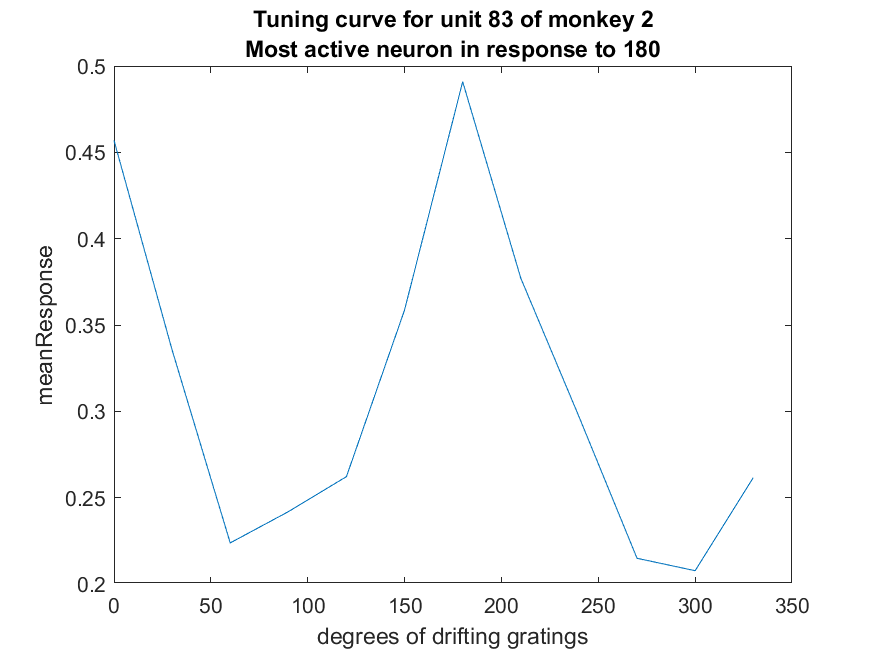 Tuning curve for unit 83 of monkey 2
Most active neuron in response to 180
0.5
0.45
0.4
0.35
0.3
0.25
0.2
meanResponse
0 50 100 150 200 250 300 350
degrees of drifting gratings